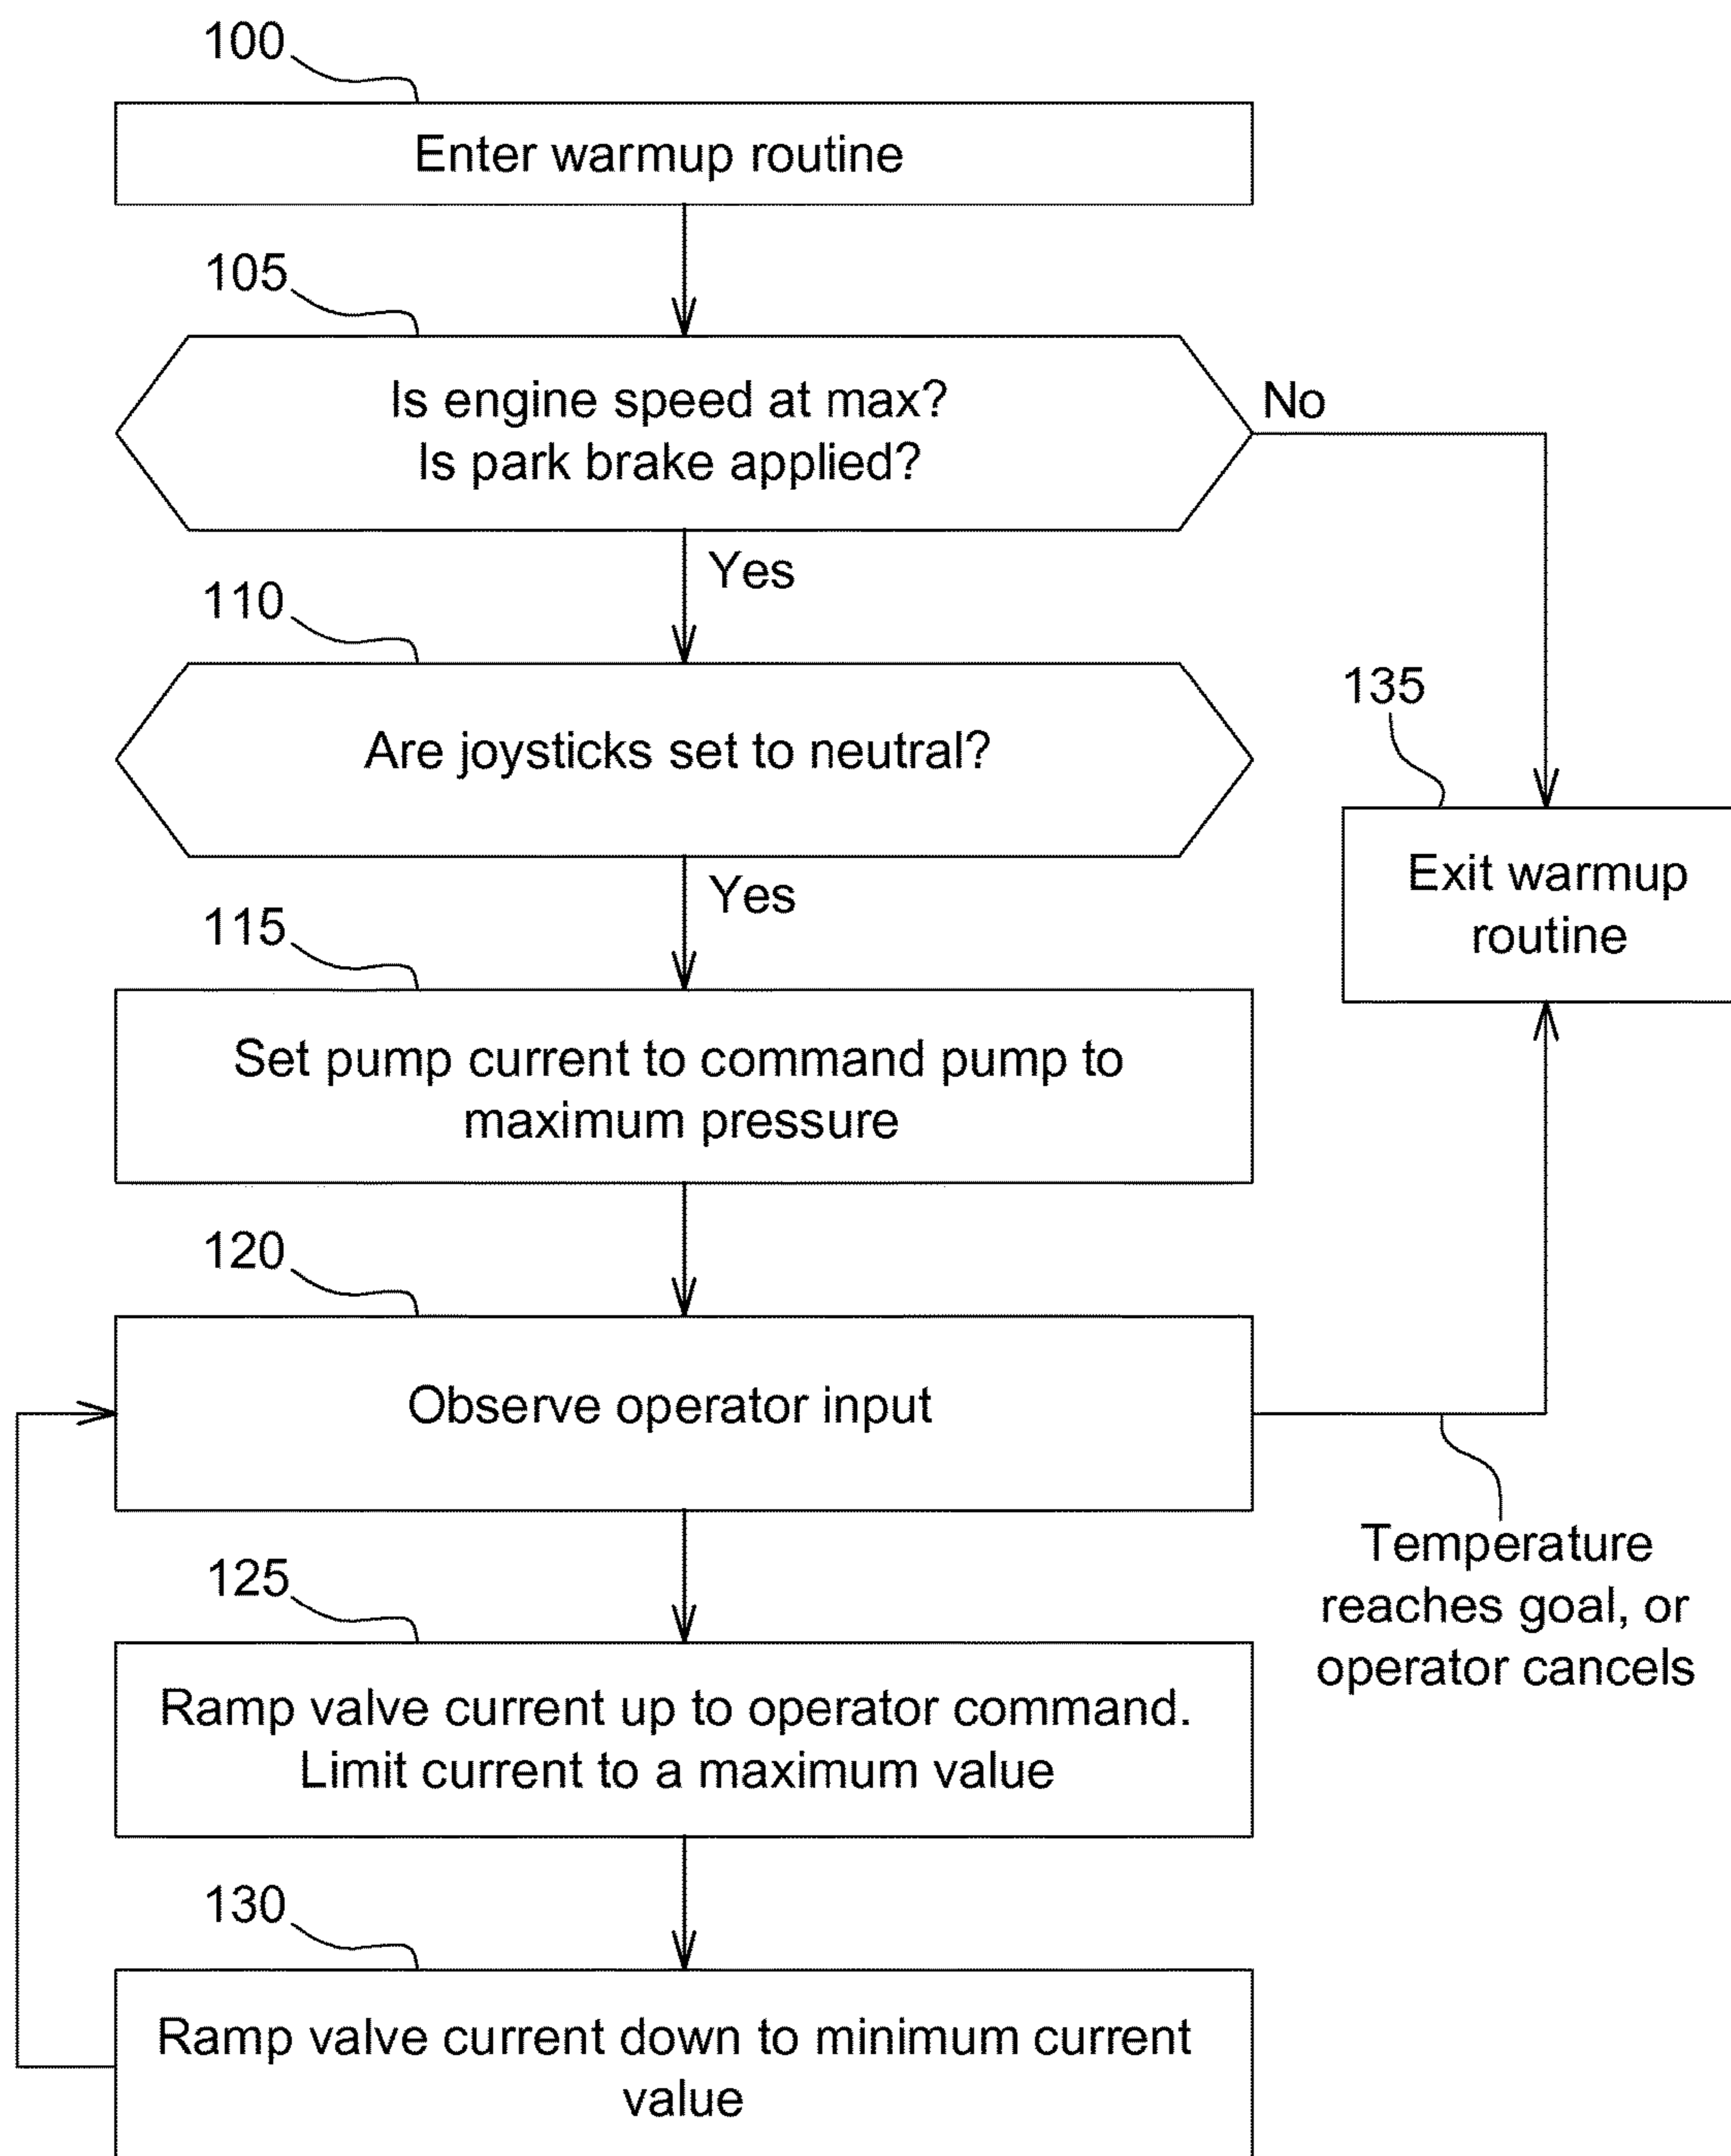 100
Enter warmup routine
105
Is engine speed at max?
Is park brake applied?
No
Yes
110
Are joysticks set to neutral?
135
Exit warmup
routine
Yes
115
Set pump current to command pump to
maximum pressure
120
Observe operator input
Temperature
reaches goal, or
operator cancels
125
Ramp valve current up to operator command.
Limit current to a maximum value
130
Ramp valve current down to minimum current
value